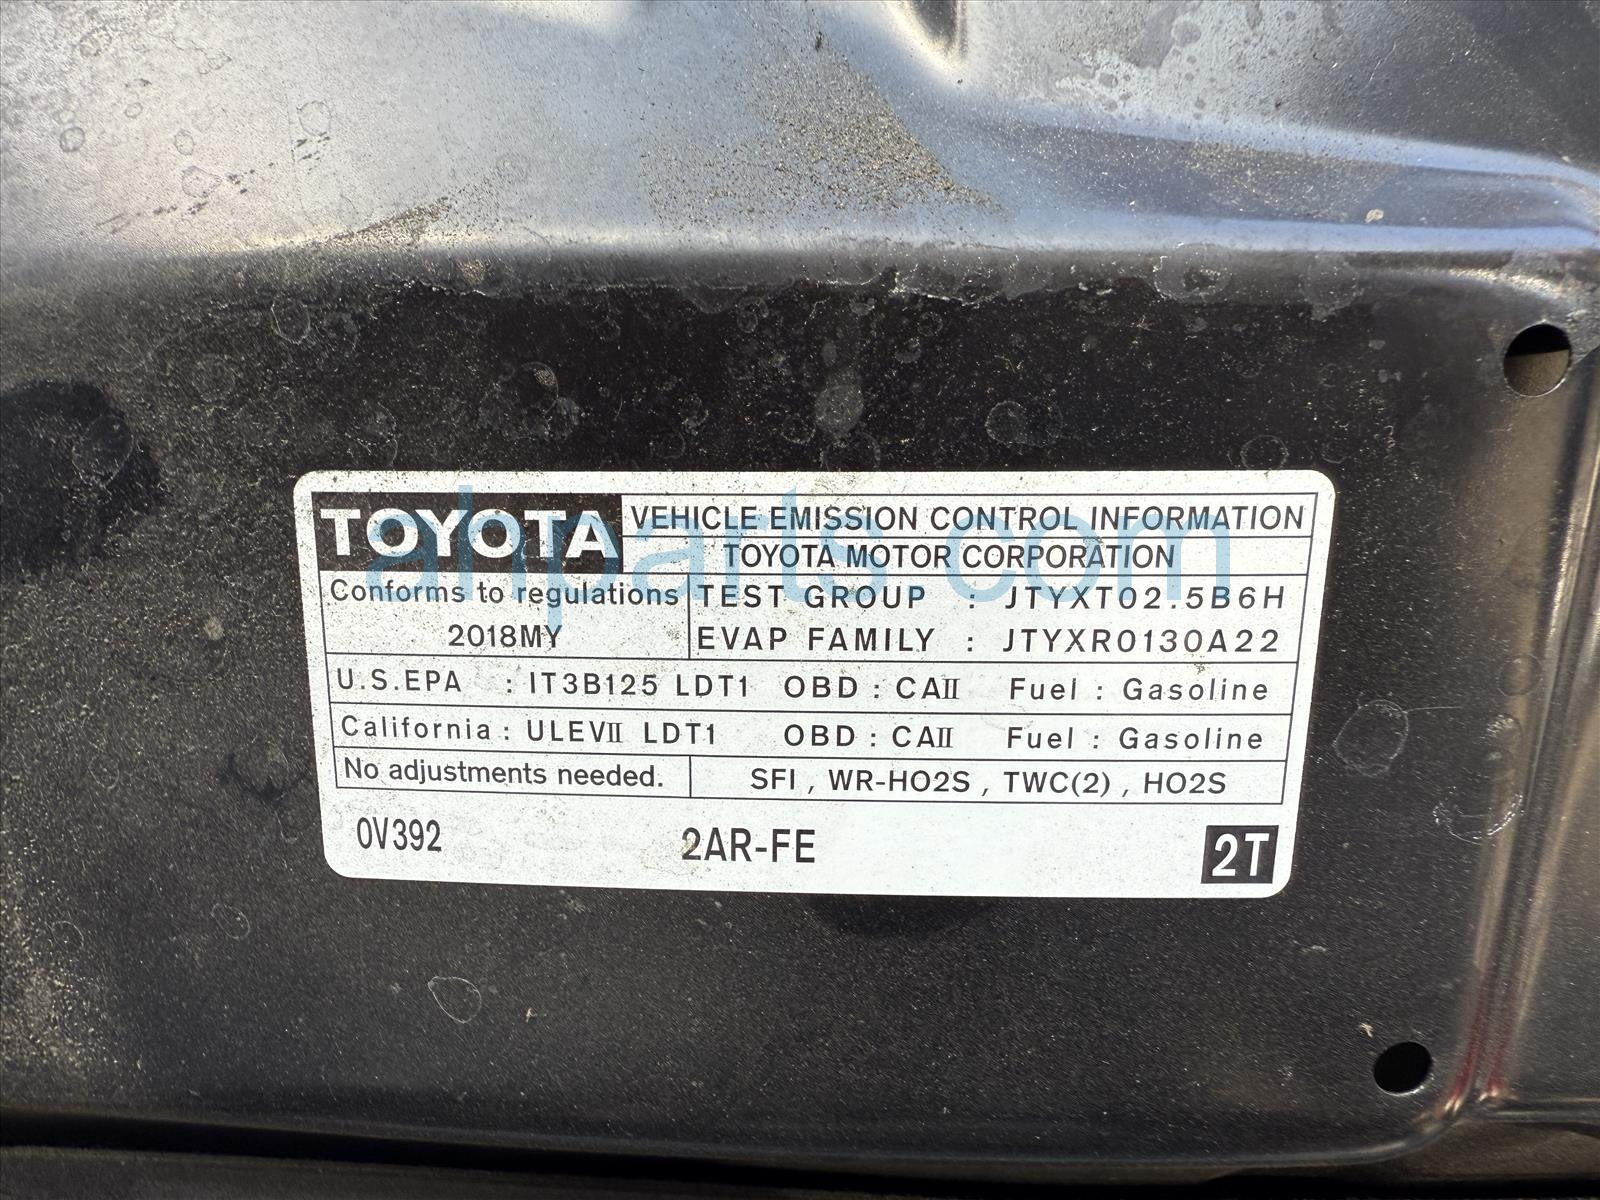 TOYOTA VEHICLE EMISSION CONTROL INFORMATION
TOYOTA MOTOR CORPORATION
Conforms to regulations
2018MY
TEST GROUP : JTYXT02.5B6H
EVAP FAMILY : JTYXR0130A22
U.S.EPA : IT3B125 LDT1 OBD : CAII Fuel : Gasoline
California : ULEVII LDT1 OBD : CAII Fuel : Gasoline
No adjustments needed. SFI , WR-HO2S , TWC(2) , HO2S
0V392 2AR-FE 2T
ahparts.com